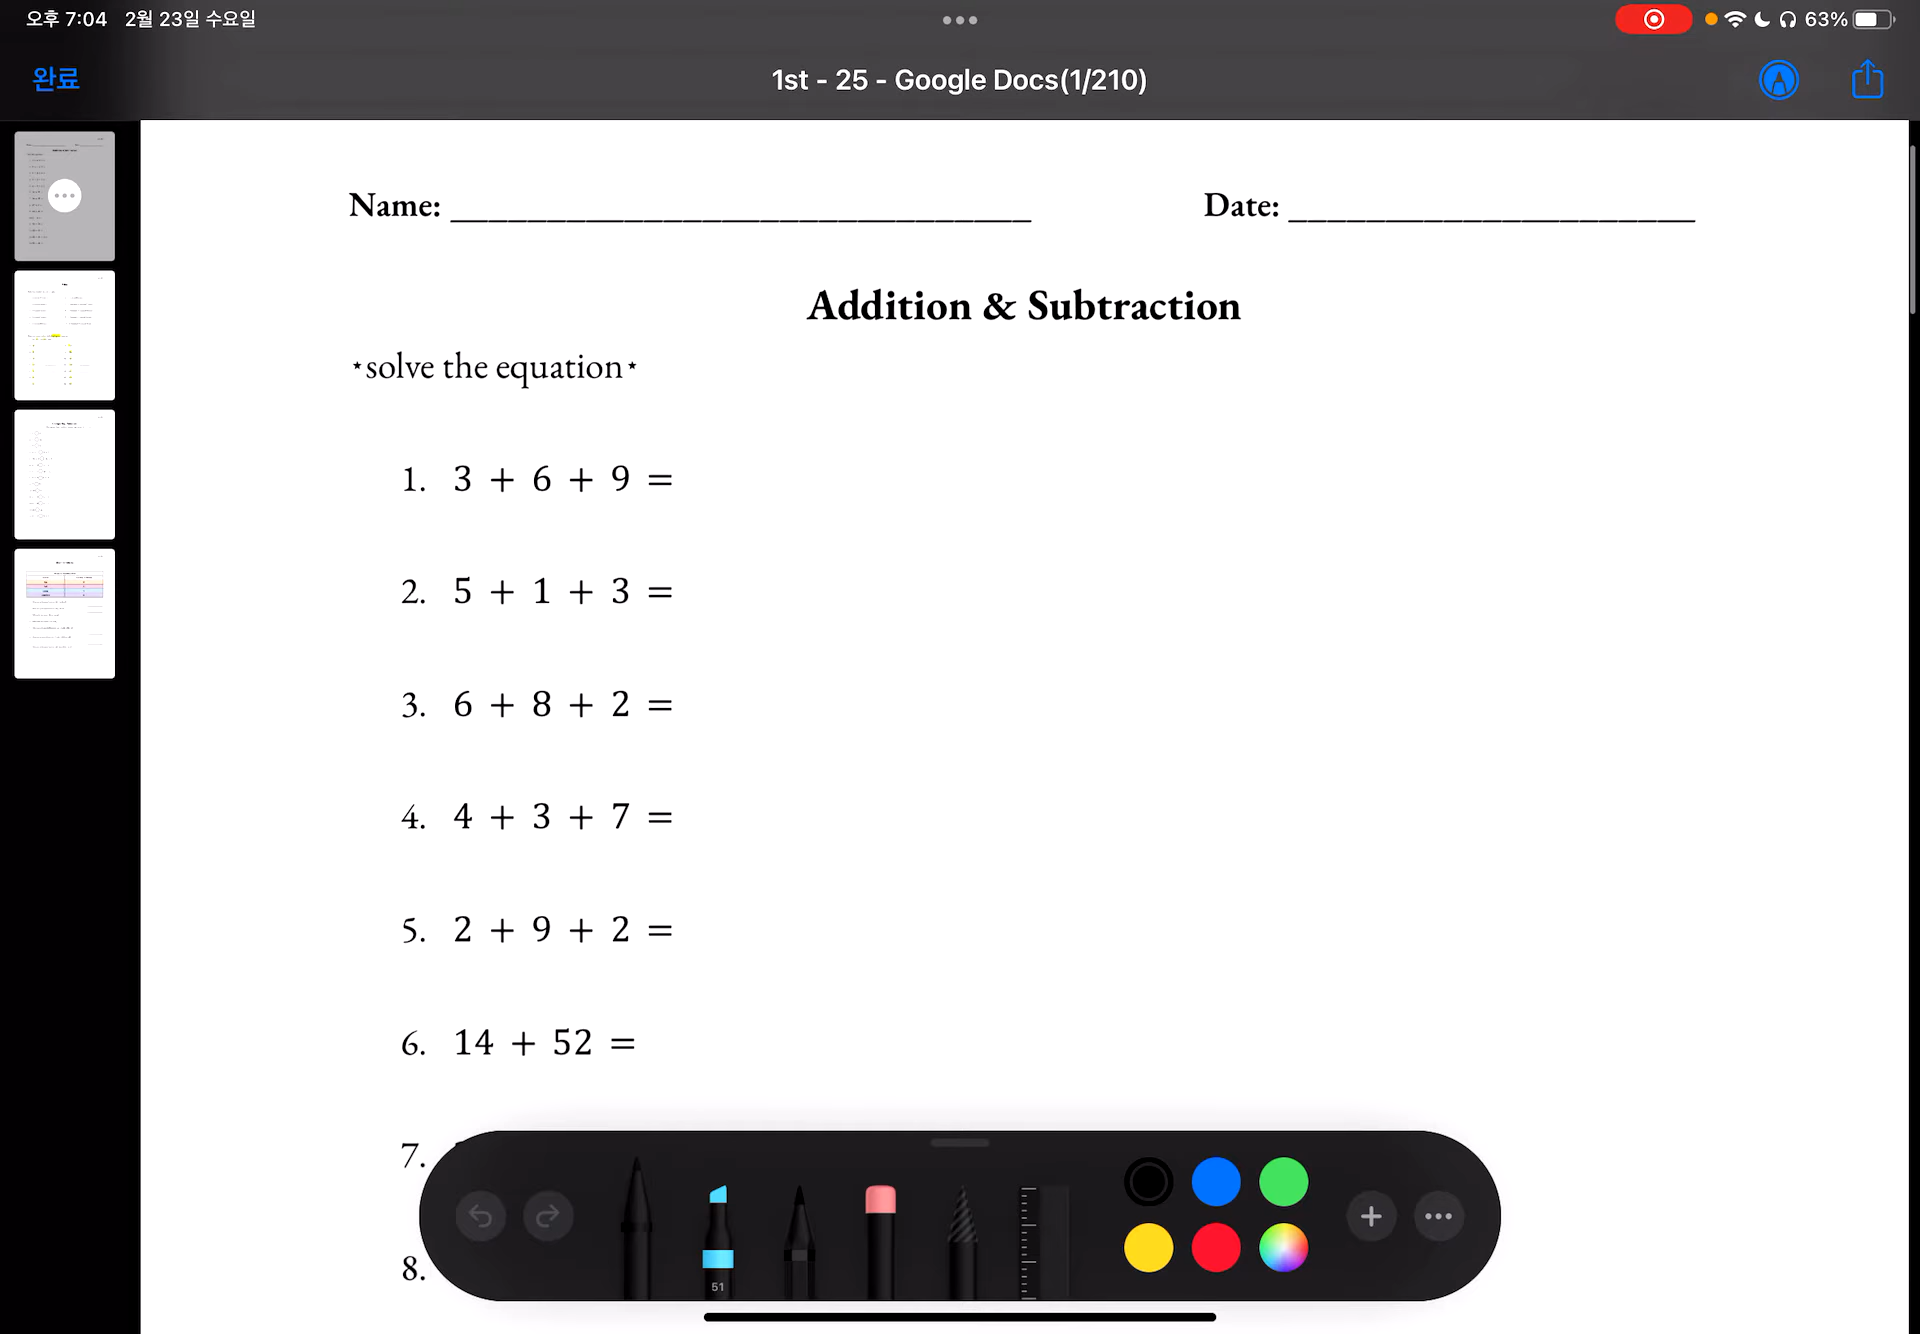 오후 7:04 2월 23일 수요일 63%
완료 1st - 25 - Google Docs(1/210)
Name: ______________________________ Date: _____________________
Addition & Subtraction
*solve the equation*
1. 3 + 6 + 9 =
2. 5 + 1 + 3 =
3. 6 + 8 + 2 =
4. 4 + 3 + 7 =
5. 2 + 9 + 2 =
6. 14 + 52 =
7.
8.
51